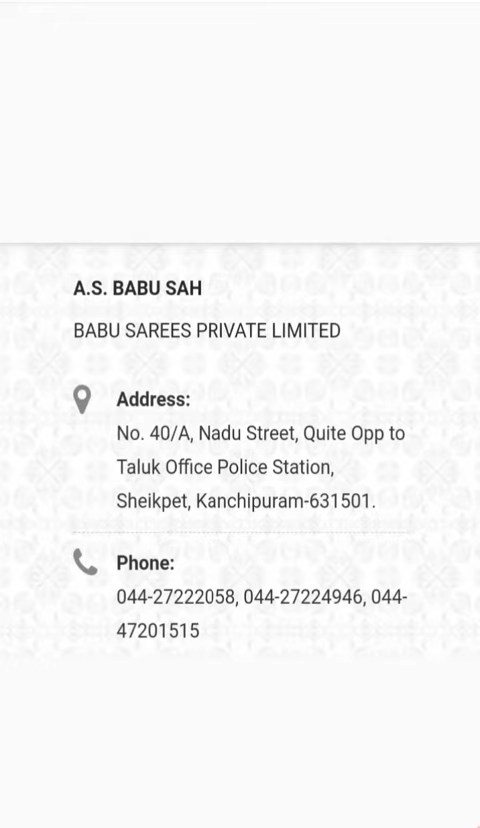 A.S. BABU SAH
BABU SAREES PRIVATE LIMITED
Address:
No. 40/A, Nadu Street, Quite Opp to
Taluk Office Police Station,
Sheikpet, Kanchipuram-631501.
Phone:
044-27222058, 044-27224946, 044-
47201515